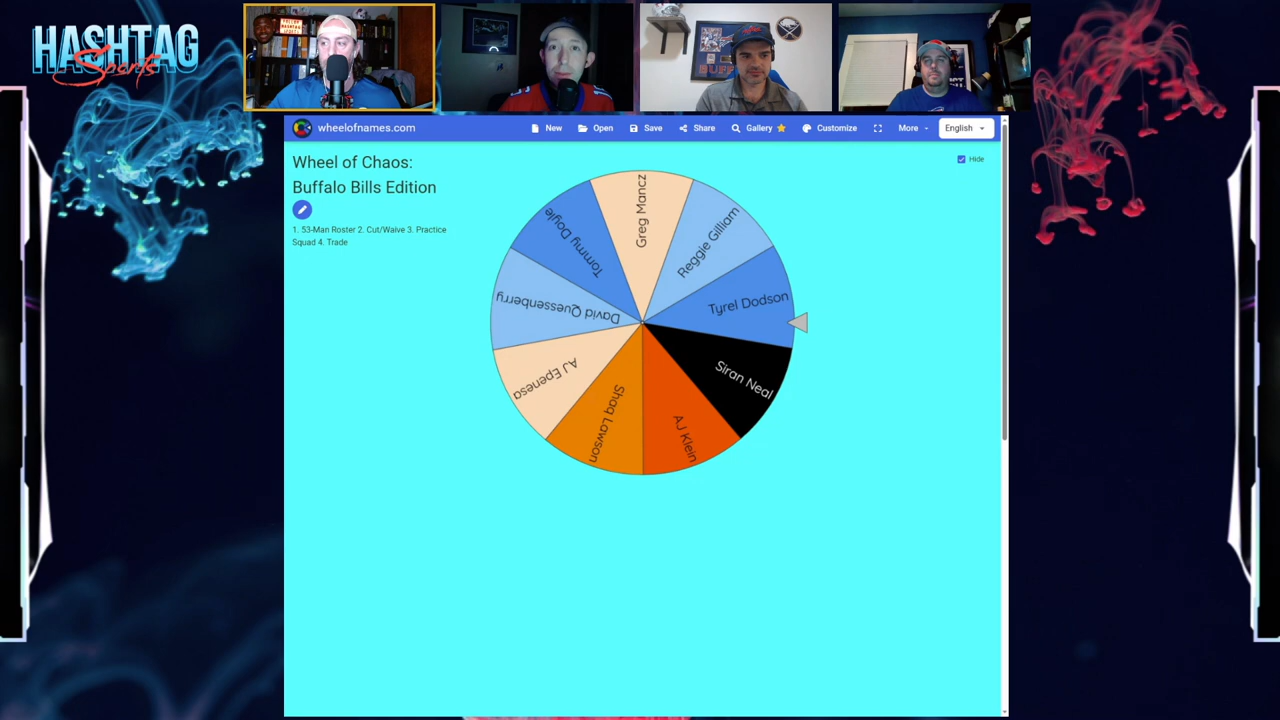 HASHTAG
Sports
wheelofnames.com
New
Open
Save
Share
Gallery
Customize
More
English
Wheel of Chaos:
Buffalo Bills Edition
1. 53-Man Roster 2. Cut/Waive 3. Practice
Squad 4. Trade
Hide
Greg Mancz
Reggie Gilliam
Tyrel Dodson
Siran Neal
AJ Klein
Shaq Lawson
AJ Epenesa
David Quessenberry
Tommy Doyle